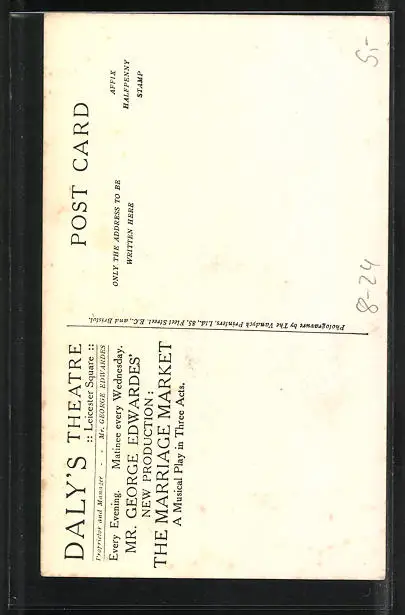 DALY'S THEATRE
:: Leicester Square ::
Proprietor and Manager - - Mr. GEORGE EDWARDES
Every Evening. Matinee every Wednesday.
MR. GEORGE EDWARDES'
NEW PRODUCTION:
THE MARRIAGE MARKET
A Musical Play in Three Acts.
Photogravure by The Vandyck Printers, Ltd., 85, Fleet Street, E.C., and Bristol.
POST CARD
ONLY THE ADDRESS TO BE
WRITTEN HERE
AFFIX
HALFPENNY
STAMP
5,-
8-24